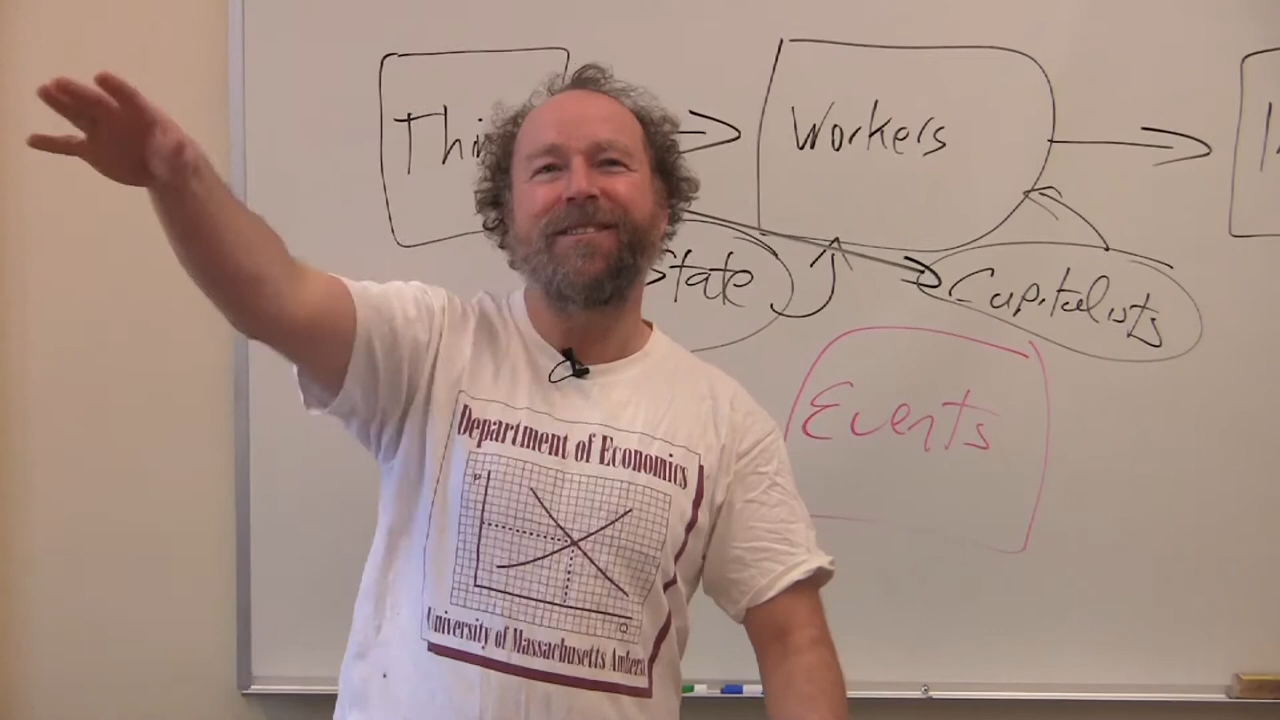 Workers
State
Capitalists
Events
Department of Economics
P
Q
University of Massachusetts Amherst